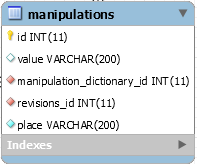 manipulations
id INT(11)
value VARCHAR(200)
manipulation_dictionary_id INT(11)
revisions_id INT(11)
place VARCHAR(200)
Indexes